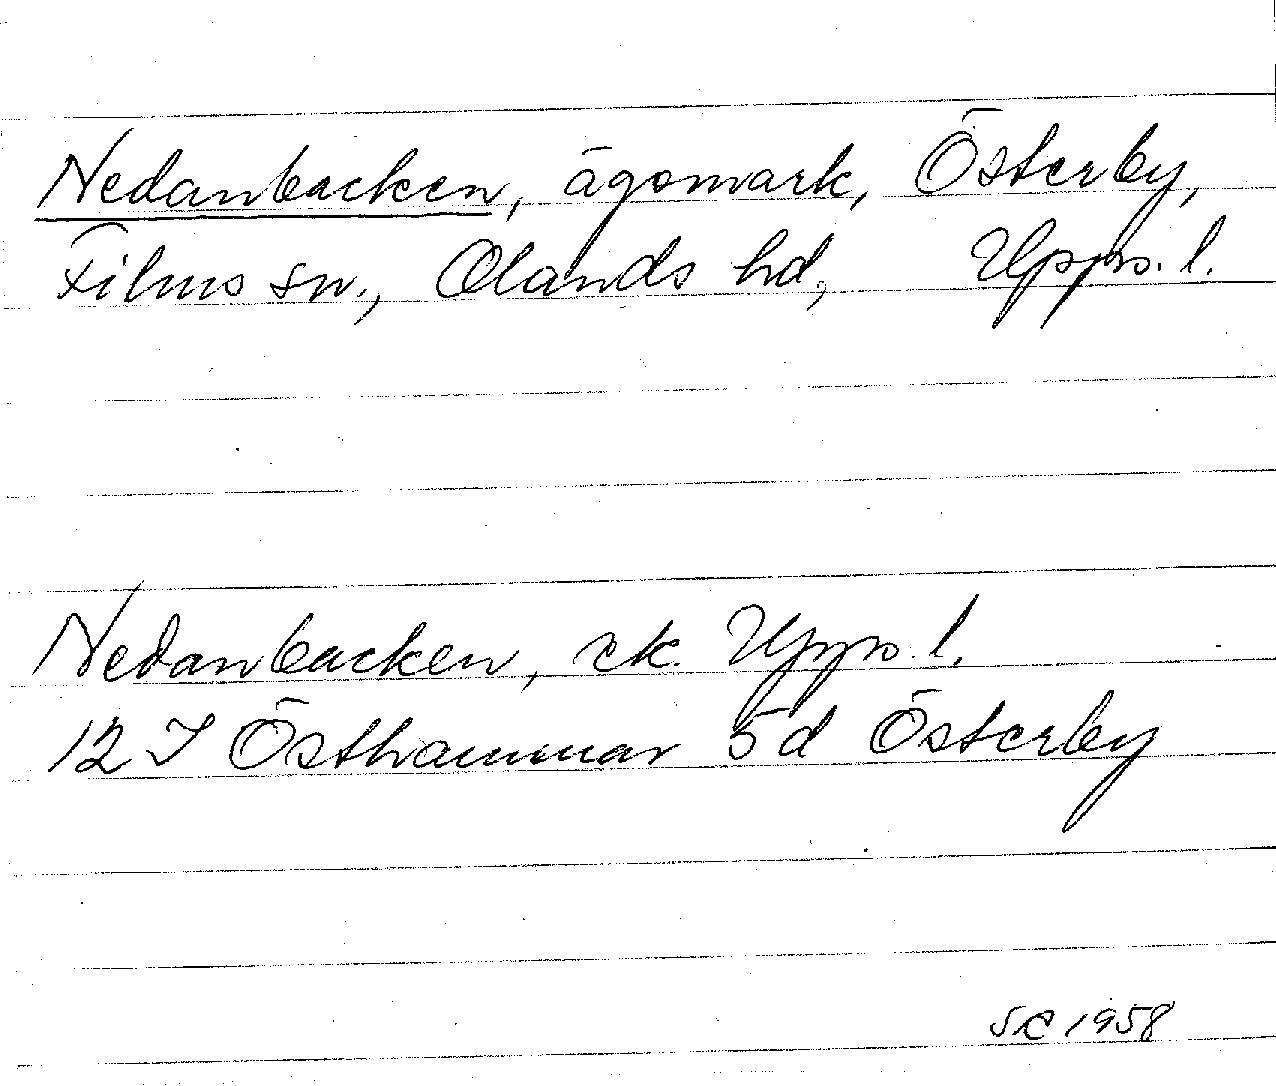 Nedanbacken, ägomark, Österby,
Films sn., Olands hd, Upps. l.
Nedanbacken, ek. Upps. l.
12 I Östhammar 5d Österby
SC 1958